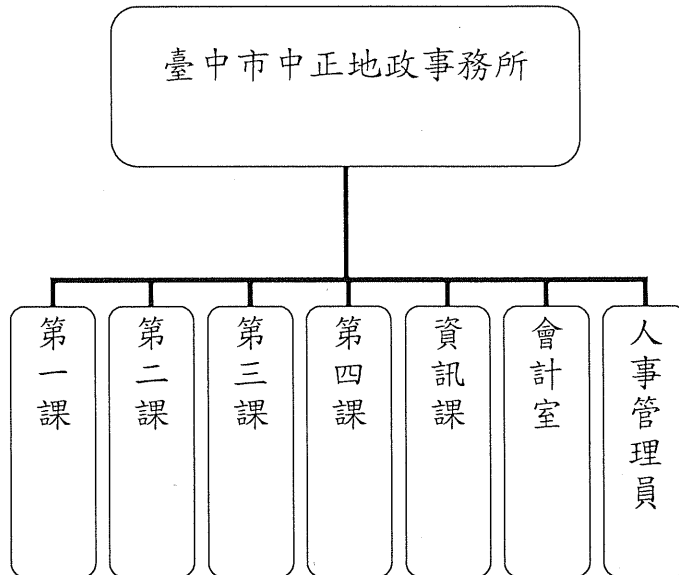 臺中市中正地政事務所
第一課
第二課
第三課
第四課
資訊課
會計室
人事管理員